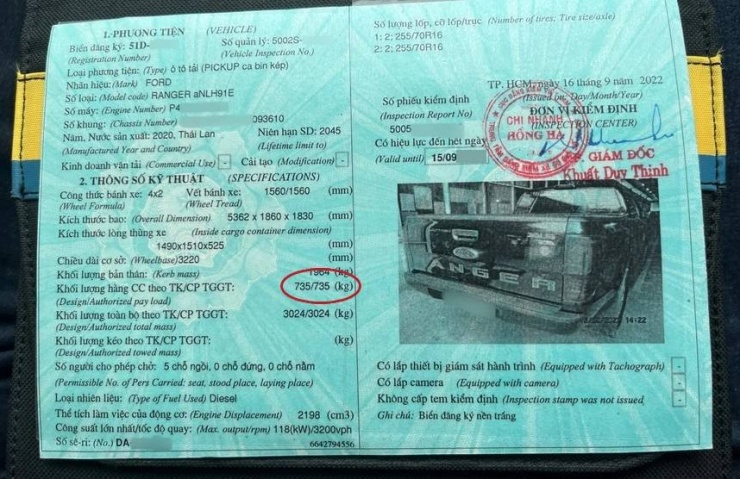 1. PHƯƠNG TIỆN (VEHICLE)
Biển đăng ký: 51D- Số quản lý: 5002S-
(Registration Number) (Vehicle Inspection No.)
Loại phương tiện: (Type) ô tô tải (PICKUP ca bin kép)
Nhãn hiệu: (Mark) FORD
Số loại: (Model code) RANGER aNLH91E
Số máy: (Engine Number) P4
Số khung: (Chassis Number) 093610
Năm, Nước sản xuất: 2020, Thái Lan Niên hạn SD: 2045
(Manufactured Year and Country) (Lifetime limit to)
Kinh doanh vận tải (Commercial Use) - Cải tạo (Modification) -
2. THÔNG SỐ KỸ THUẬT (SPECIFICATIONS)
Công thức bánh xe: 4x2 Vết bánh xe: 1560/1560 (mm)
(Wheel Formula) (Wheel Tread)
Kích thước bao: (Overall Dimension) 5362 x 1860 x 1830 (mm)
Kích thước lòng thùng xe (Inside cargo container dimension)
1490x1510x525 (mm)
Chiều dài cơ sở: (Wheelbase) 3220 (mm)
Khối lượng bản thân: (Kerb mass) 1964 (kg)
Khối lượng hàng CC theo TK/CP TGGT: 735/735 (kg)
(Design/Authorized pay load)
Khối lượng toàn bộ theo TK/CP TGGT: 3024/3024 (kg)
(Design/Authorized total mass)
Khối lượng kéo theo TK/CP TGGT: (kg)
(Design/Authorized towed mass)
Số người cho phép chở: 5 chỗ ngồi, 0 chỗ đứng, 0 chỗ nằm
(Permissible No. of Pers Carried: seat, stood place, laying place)
Loại nhiên liệu: (Type of Fuel Used) Diesel
Thể tích làm việc của động cơ: (Engine Displacement) 2198 (cm3)
Công suất lớn nhất/tốc độ quay: (Max. output/rpm) 118(kW)/3200vph
Số sê-ri: (No.) DA 6642794556
Số lượng lốp, cỡ lốp/trục (Number of tires: Tire size/axle)
1: 2; 255/70R16
2: 2; 255/70R16
TP. HCM, ngày 16 tháng 9 năm 2022
(Issued on: Day/Month/Year)
Số phiếu kiểm định ĐƠN VỊ KIỂM ĐỊNH
(Inspection Report No) (INSPECTION CENTER)
5005
Có hiệu lực đến hết ngày
(Valid until) 15/09
CHI NHÁNH
HỒNG HÀ
GIÁM ĐỐC
Khuất Duy Thịnh
RANGER
14:22
Có lắp thiết bị giám sát hành trình (Equipped with Tachograph) -
Có lắp camera (Equipped with camera) -
Không cấp tem kiểm định (Inspection stamp was not issued -
Ghi chú: Biển đăng ký nền trắng